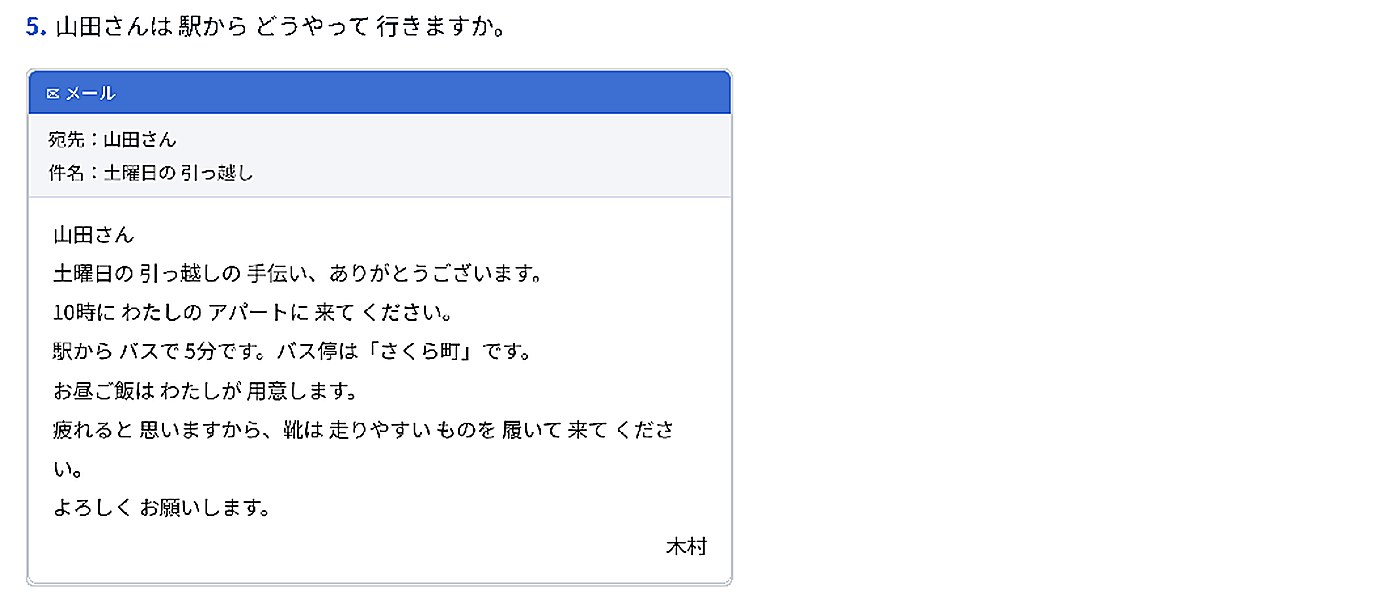 5. 山田さんは 駅から どうやって 行きますか。
✉ メール
宛先：山田さん
件名：土曜日の 引っ越し
山田さん
土曜日の 引っ越しの 手伝い、ありがとうございます。
10時に わたしの アパートに 来て ください。
駅から バスで 5分です。バス停は「さくら町」です。
お昼ご飯は わたしが 用意します。
疲れると 思いますから、靴は 走りやすい ものを 履いて 来て くださ
い。
よろしく お願いします。
木村